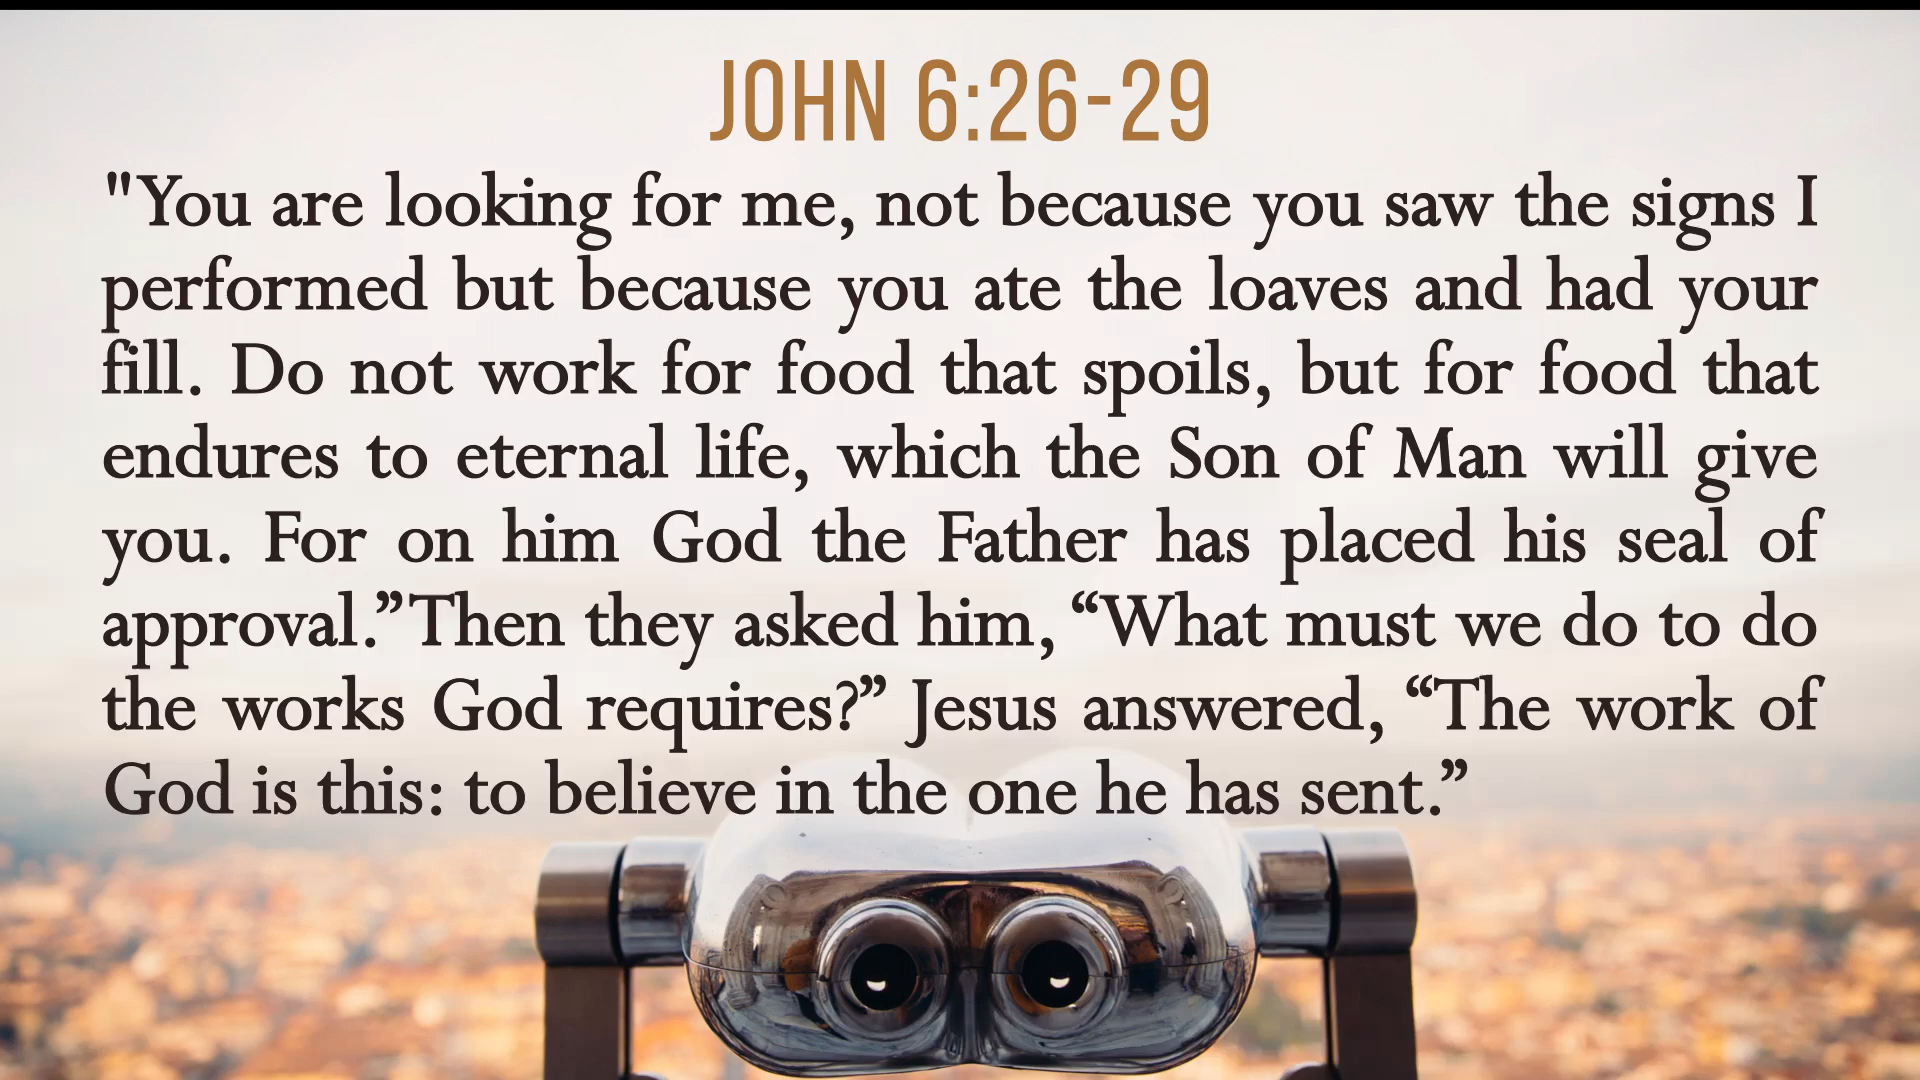 JOHN 6:26-29
"You are looking for me, not because you saw the signs I
performed but because you ate the loaves and had your
fill. Do not work for food that spoils, but for food that
endures to eternal life, which the Son of Man will give
you. For on him God the Father has placed his seal of
approval.” Then they asked him, “What must we do to do
the works God requires?” Jesus answered, “The work of
God is this: to believe in the one he has sent.”